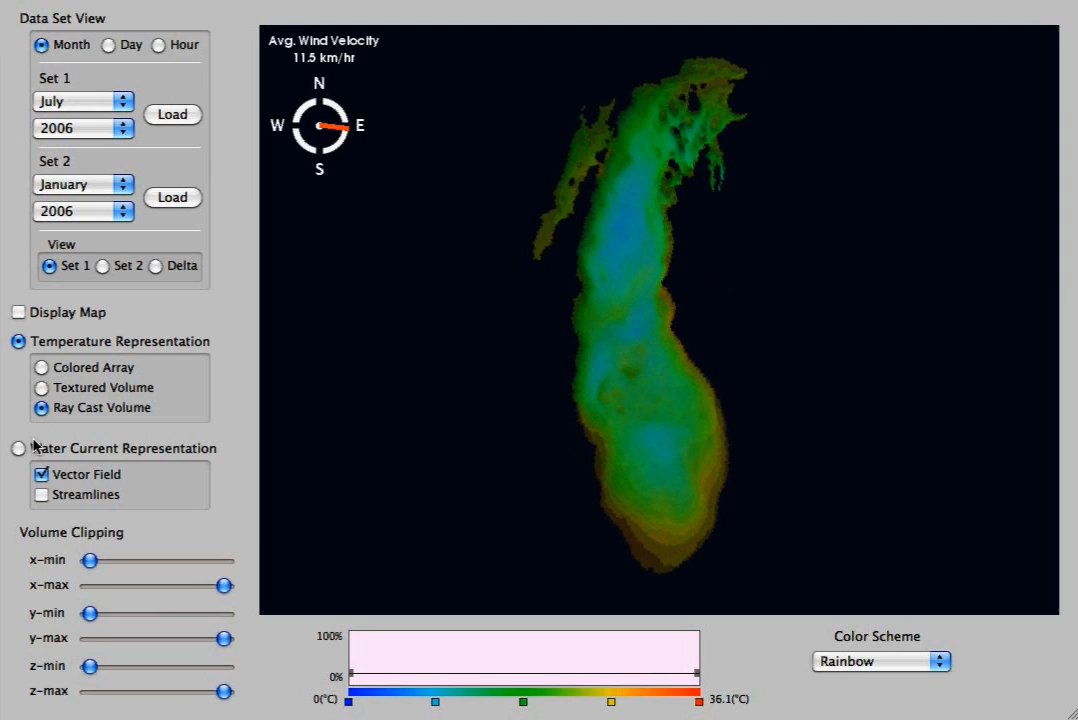 Data Set View
Month Day Hour
Set 1
July
2006
Load
Set 2
January
2006
Load
View
Set 1 Set 2 Delta
Display Map
Temperature Representation
Colored Array
Textured Volume
Ray Cast Volume
ater Current Representation
Vector Field
Streamlines
Volume Clipping
x-min
x-max
y-min
y-max
z-min
z-max
Avg. Wind Velocity
11.5 km/hr
N
W E
S
100%
0%
0(°C) 36.1(°C)
Color Scheme
Rainbow